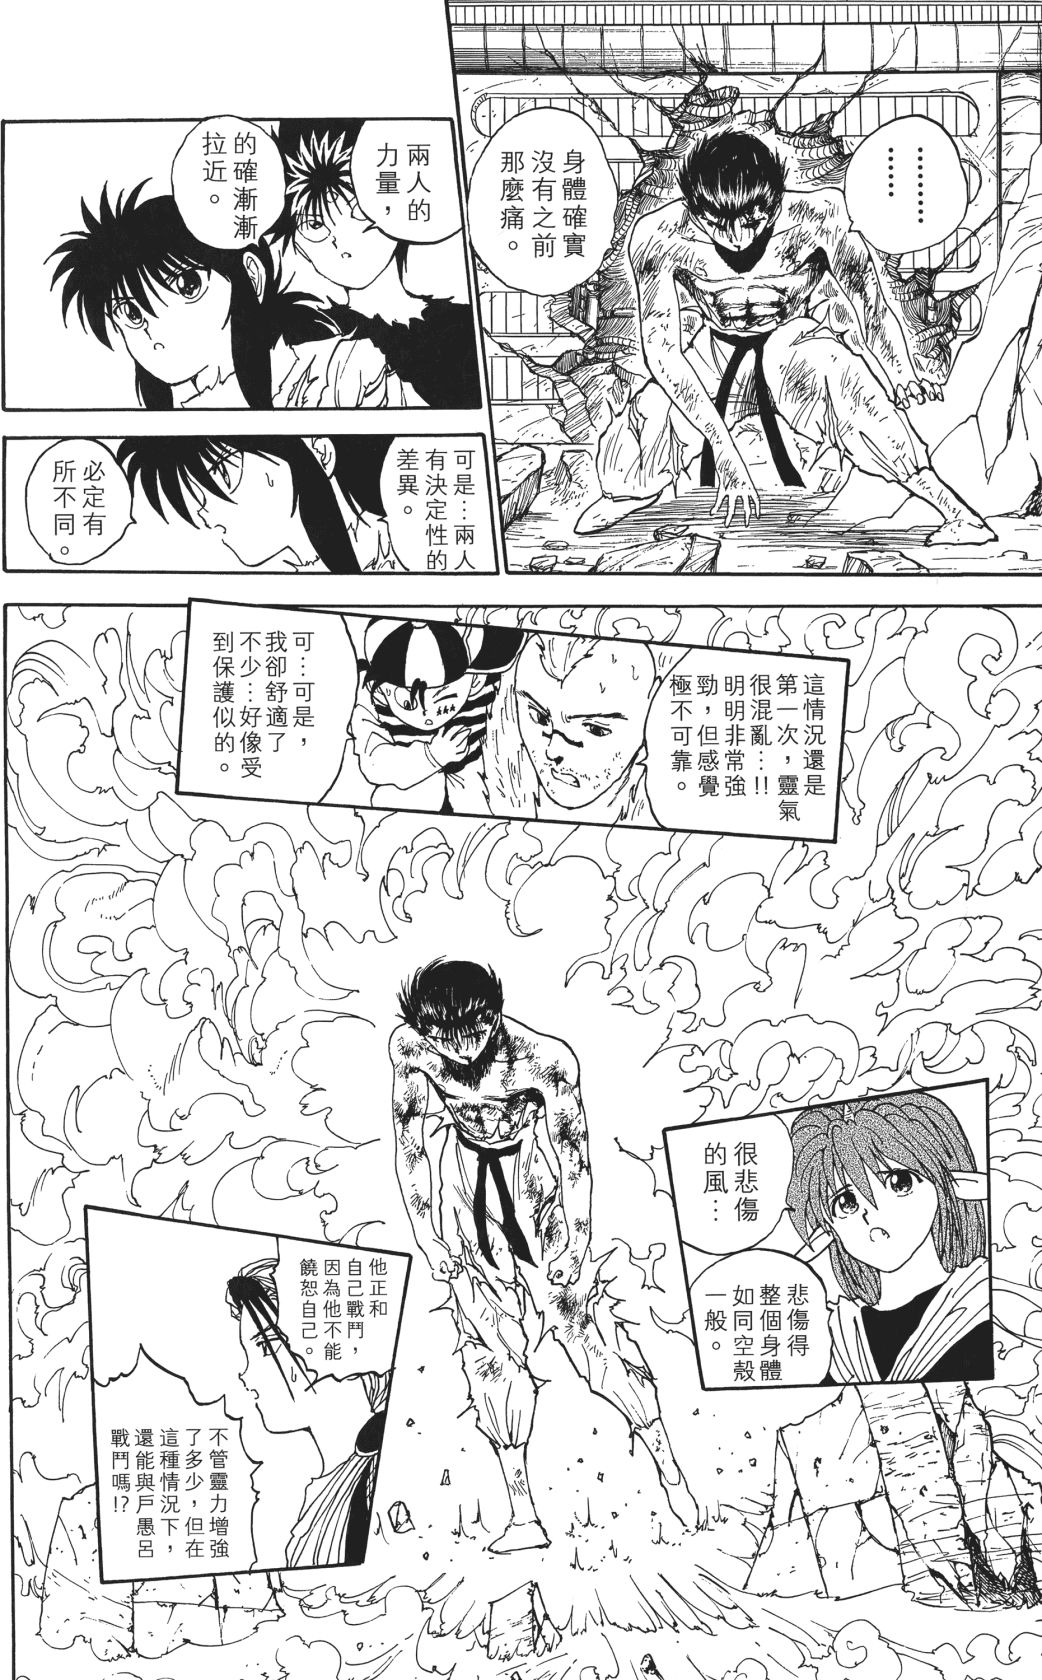 ………
………
身體確實
沒有之前
那麼痛。
兩人的
力量，
的確漸漸
拉近。
可是…兩人
有決定性的
差異。
必定有
所不同。
這情況還是
第一次，靈氣
很混亂…!!
明明非常強
勁，但感覺
極不可靠。
可…可是，
我卻舒適了
不少…好像受
到保護似的。
很悲傷
的風…
悲傷得
整個身體
如同空殼
一般。
他正和
自己戰鬥，
因為他不能
饒恕自己。
不管靈力增強
了多少，但在
這種情況下，
還能與戶愚呂
戰鬥嗎!?